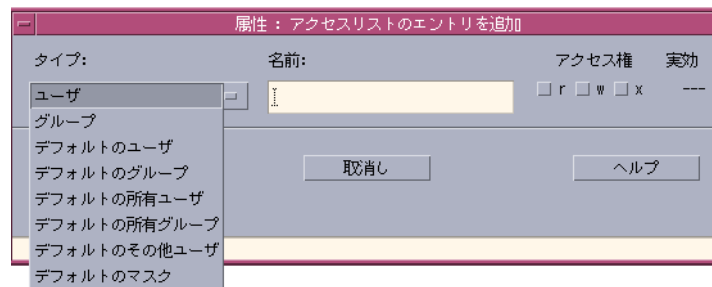 属性 : アクセスリストのエントリを追加
タイプ: 名前: アクセス権 実効
ユーザ r w x ---
グループ
デフォルトのユーザ
デフォルトのグループ 取消し ヘルプ
デフォルトの所有ユーザ
デフォルトの所有グループ
デフォルトのその他ユーザ
デフォルトのマスク